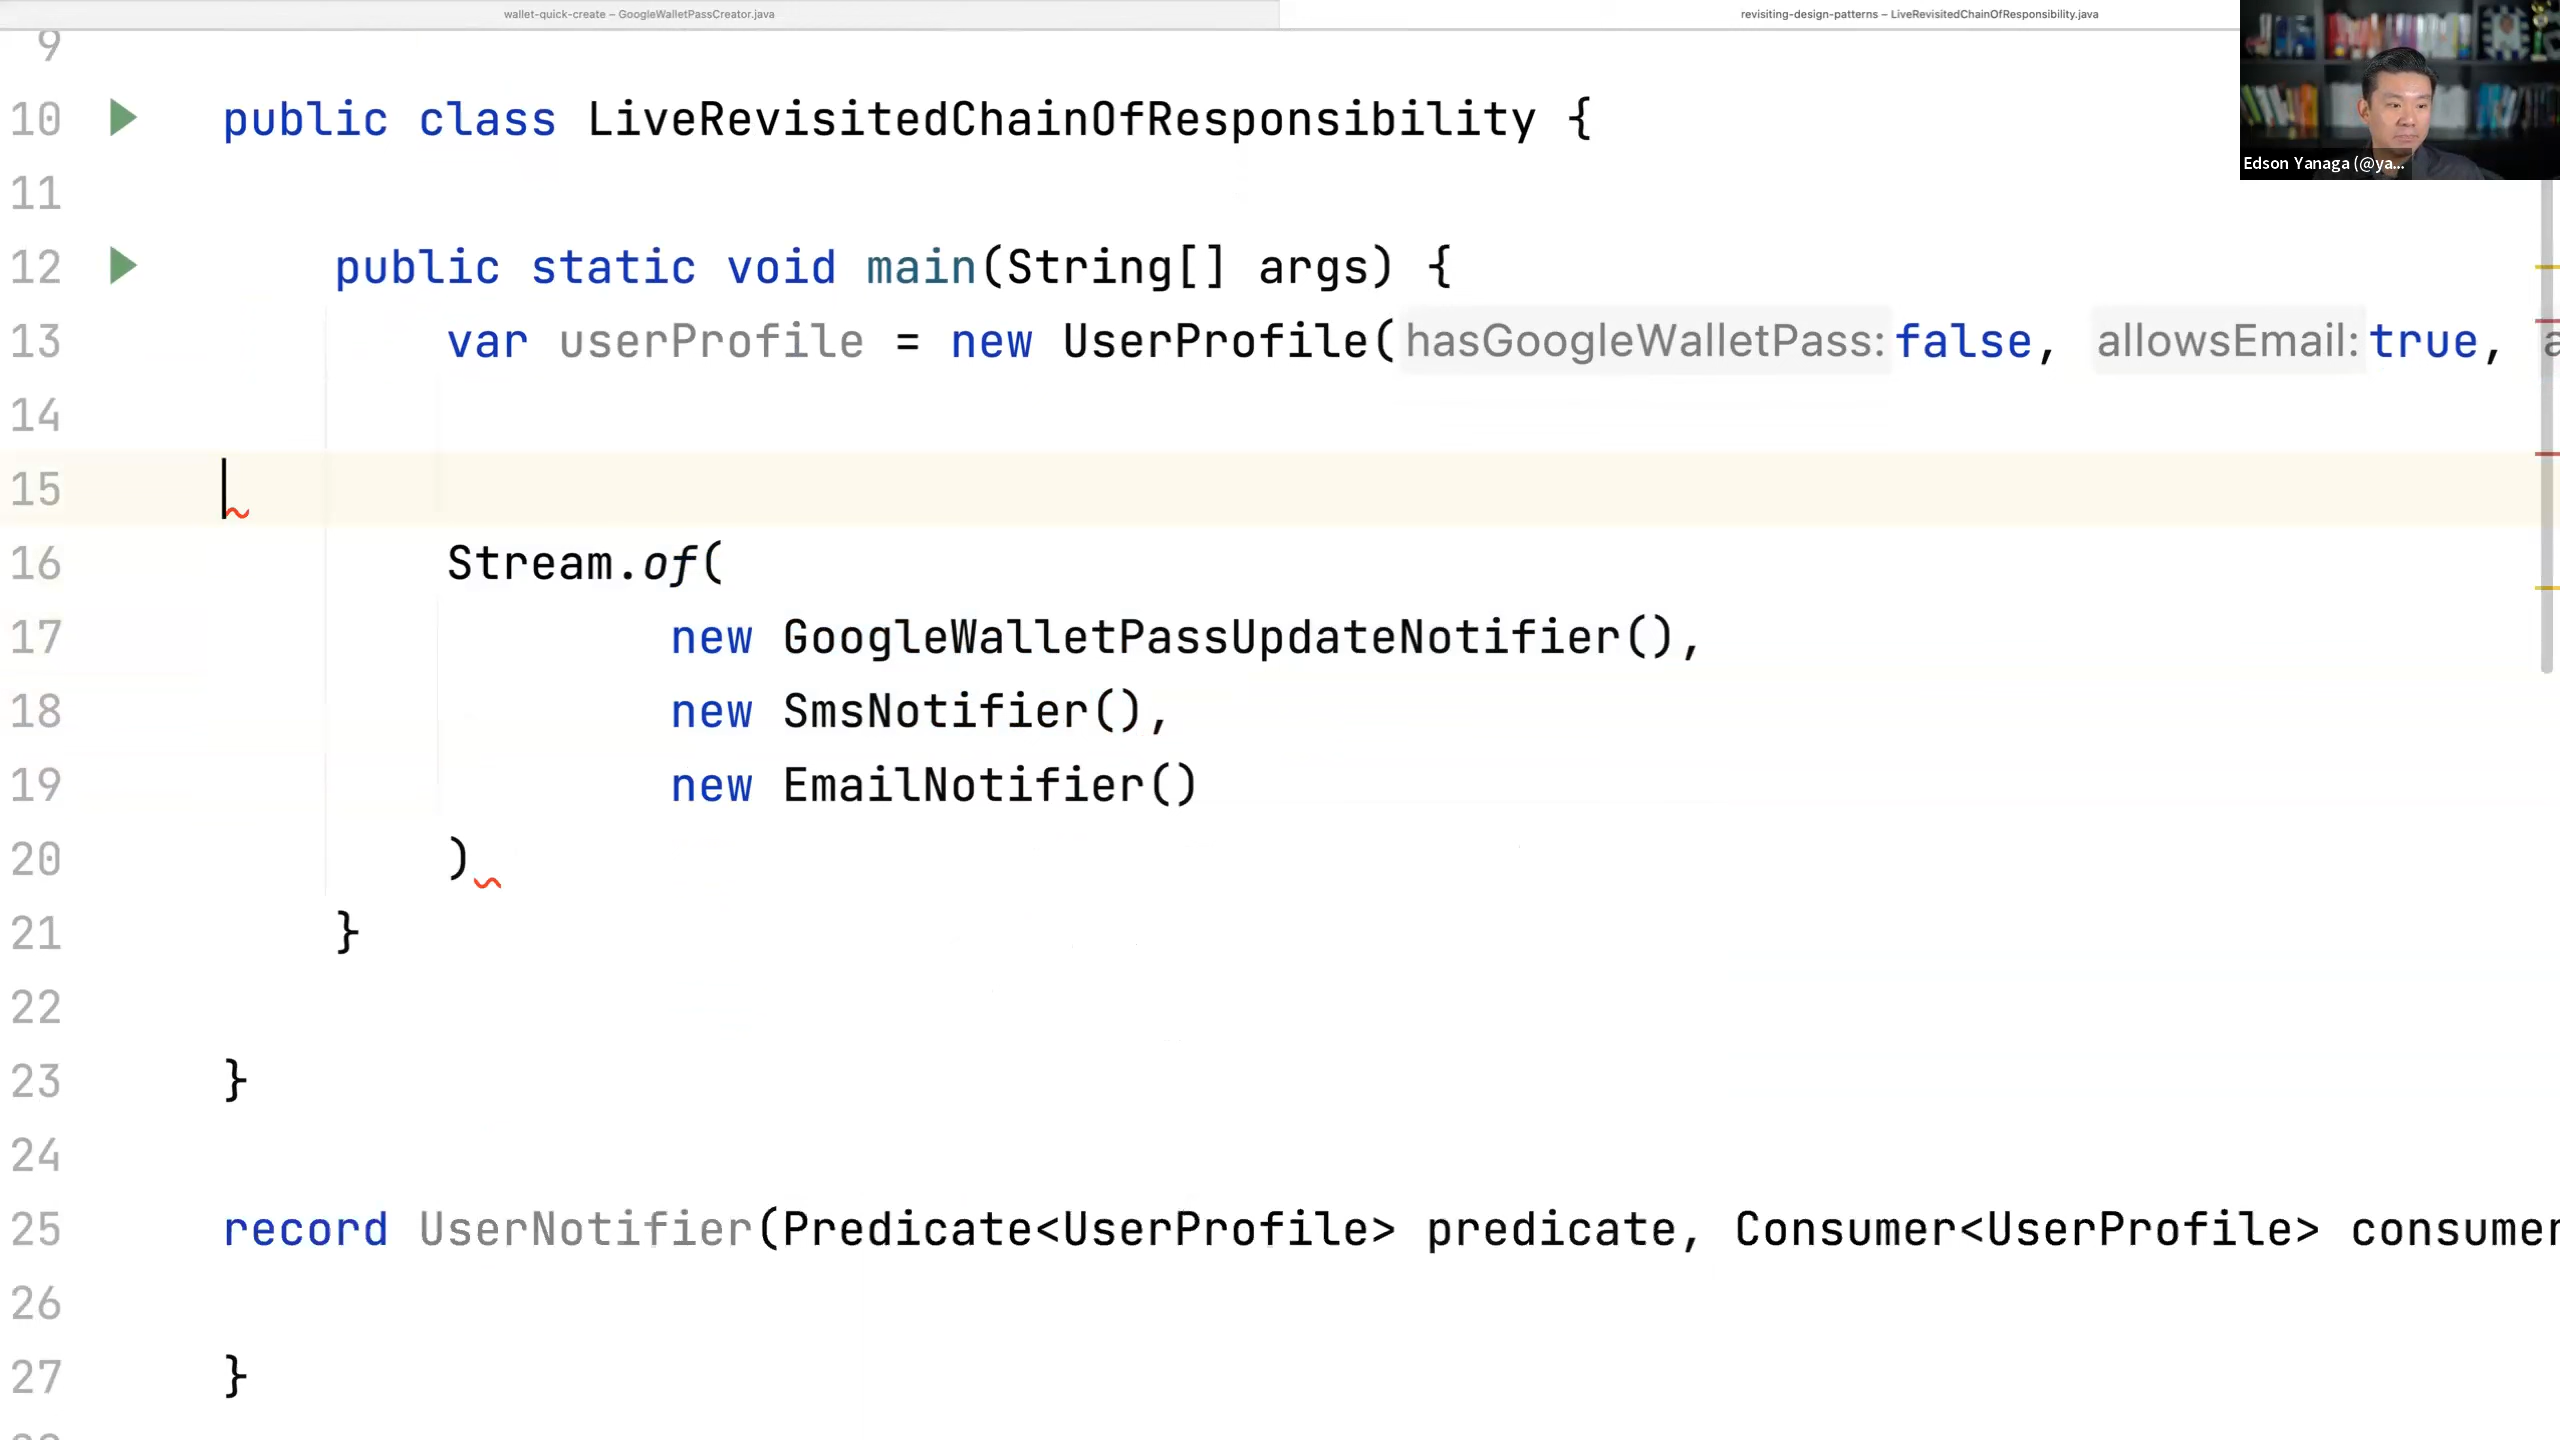 wallet-quick-create – GoogleWalletPassCreator.java
revisiting-design-patterns – LiveRevisitedChainOfResponsibility.java
Edson Yanaga (@ya...
9
10 public class LiveRevisitedChainOfResponsibility {
11
12 public static void main(String[] args) {
13 var userProfile = new UserProfile( hasGoogleWalletPass: false, allowsEmail: true, a
14
15
16 Stream.of(
17 new GoogleWalletPassUpdateNotifier(),
18 new SmsNotifier(),
19 new EmailNotifier()
20 )
21 }
22
23 }
24
25 record UserNotifier(Predicate<UserProfile> predicate, Consumer<UserProfile> consumer
26
27 }